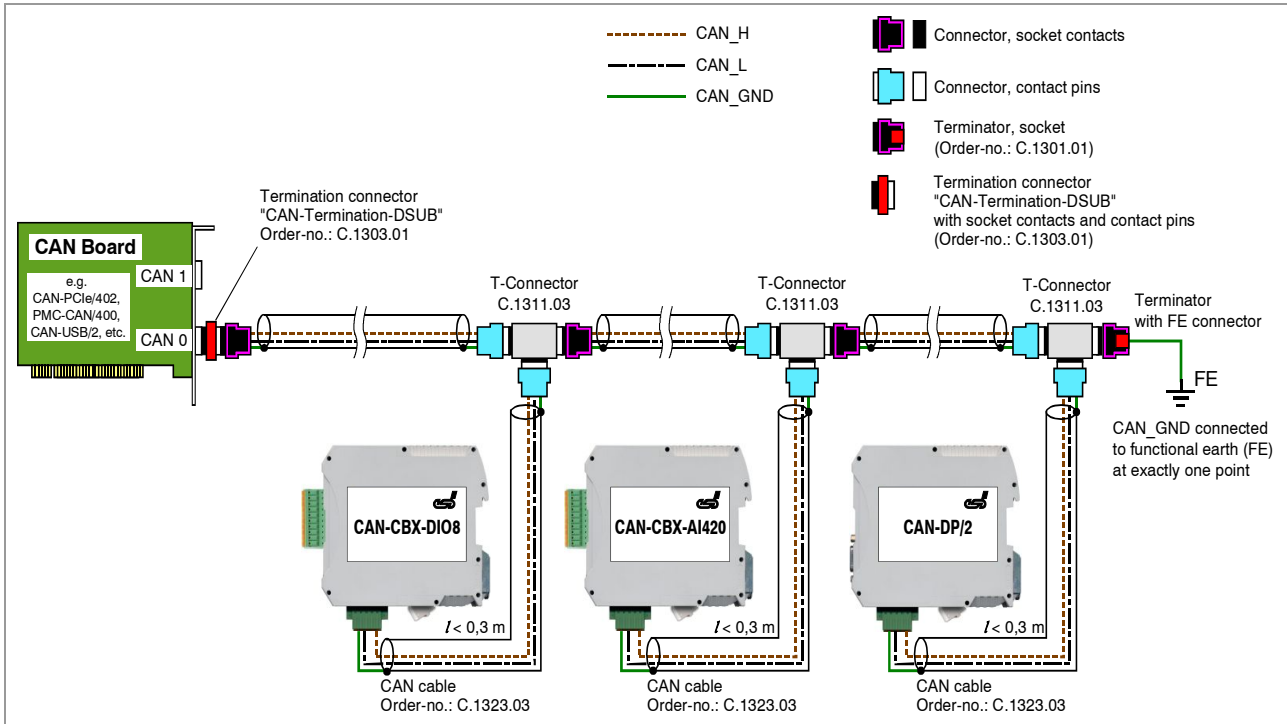 CAN_H
CAN_L
CAN_GND
Connector, socket contacts
Connector, contact pins
Terminator, socket
(Order-no.: C.1301.01)
Termination connector
"CAN-Termination-DSUB"
with socket contacts and contact pins
(Order-no.: C.1303.01)
Termination connector
"CAN-Termination-DSUB"
Order-no.: C.1303.01
CAN Board
e.g.
CAN-PCIe/402,
PMC-CAN/400,
CAN-USB/2, etc.
CAN 1
CAN 0
T-Connector
C.1311.03
T-Connector
C.1311.03
T-Connector
C.1311.03
Terminator
with FE connector
FE
CAN_GND connected
to functional earth (FE)
at exactly one point
esd
CAN-CBX-DIO8
esd
CAN-CBX-AI420
esd
CAN-DP/2
l < 0,3 m
l < 0,3 m
l < 0,3 m
CAN cable
Order-no.: C.1323.03
CAN cable
Order-no.: C.1323.03
CAN cable
Order-no.: C.1323.03